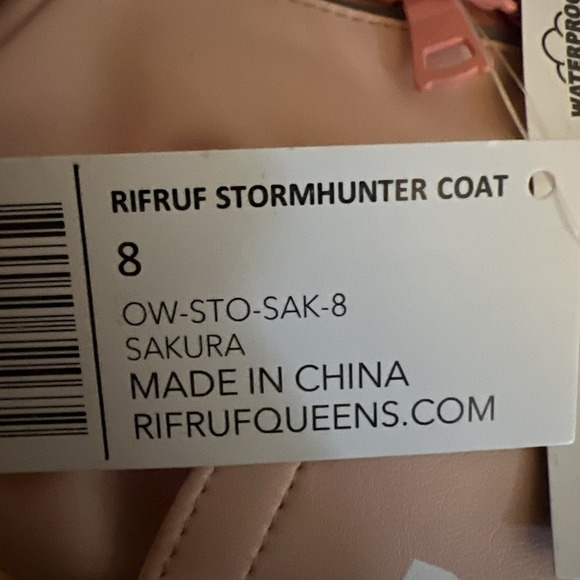 RIFRUF STORMHUNTER COAT
8
OW-STO-SAK-8
SAKURA
MADE IN CHINA
RIFRUFQUEENS.COM